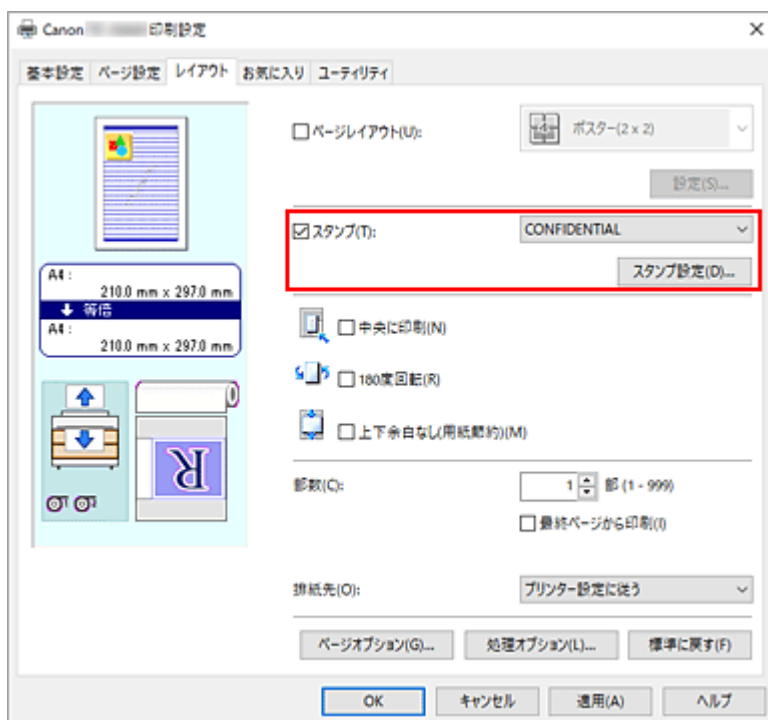 Canon 印刷設定
基本設定 ページ設定 レイアウト お気に入り ユーティリティ
ページレイアウト(U): ポスター(2 x 2)
設定(S)...
スタンプ(T): CONFIDENTIAL
スタンプ設定(D)...
A4 :
210.0 mm x 297.0 mm
等倍
A4 :
210.0 mm x 297.0 mm
中央に印刷(N)
180度回転(R)
上下余白なし(用紙節約)(M)
R
部数(C): 1 部 (1 - 999)
最終ページから印刷(I)
排紙先(O): プリンター設定に従う
ページオプション(G)... 処理オプション(L)... 標準に戻す(F)
OK キャンセル 適用(A) ヘルプ